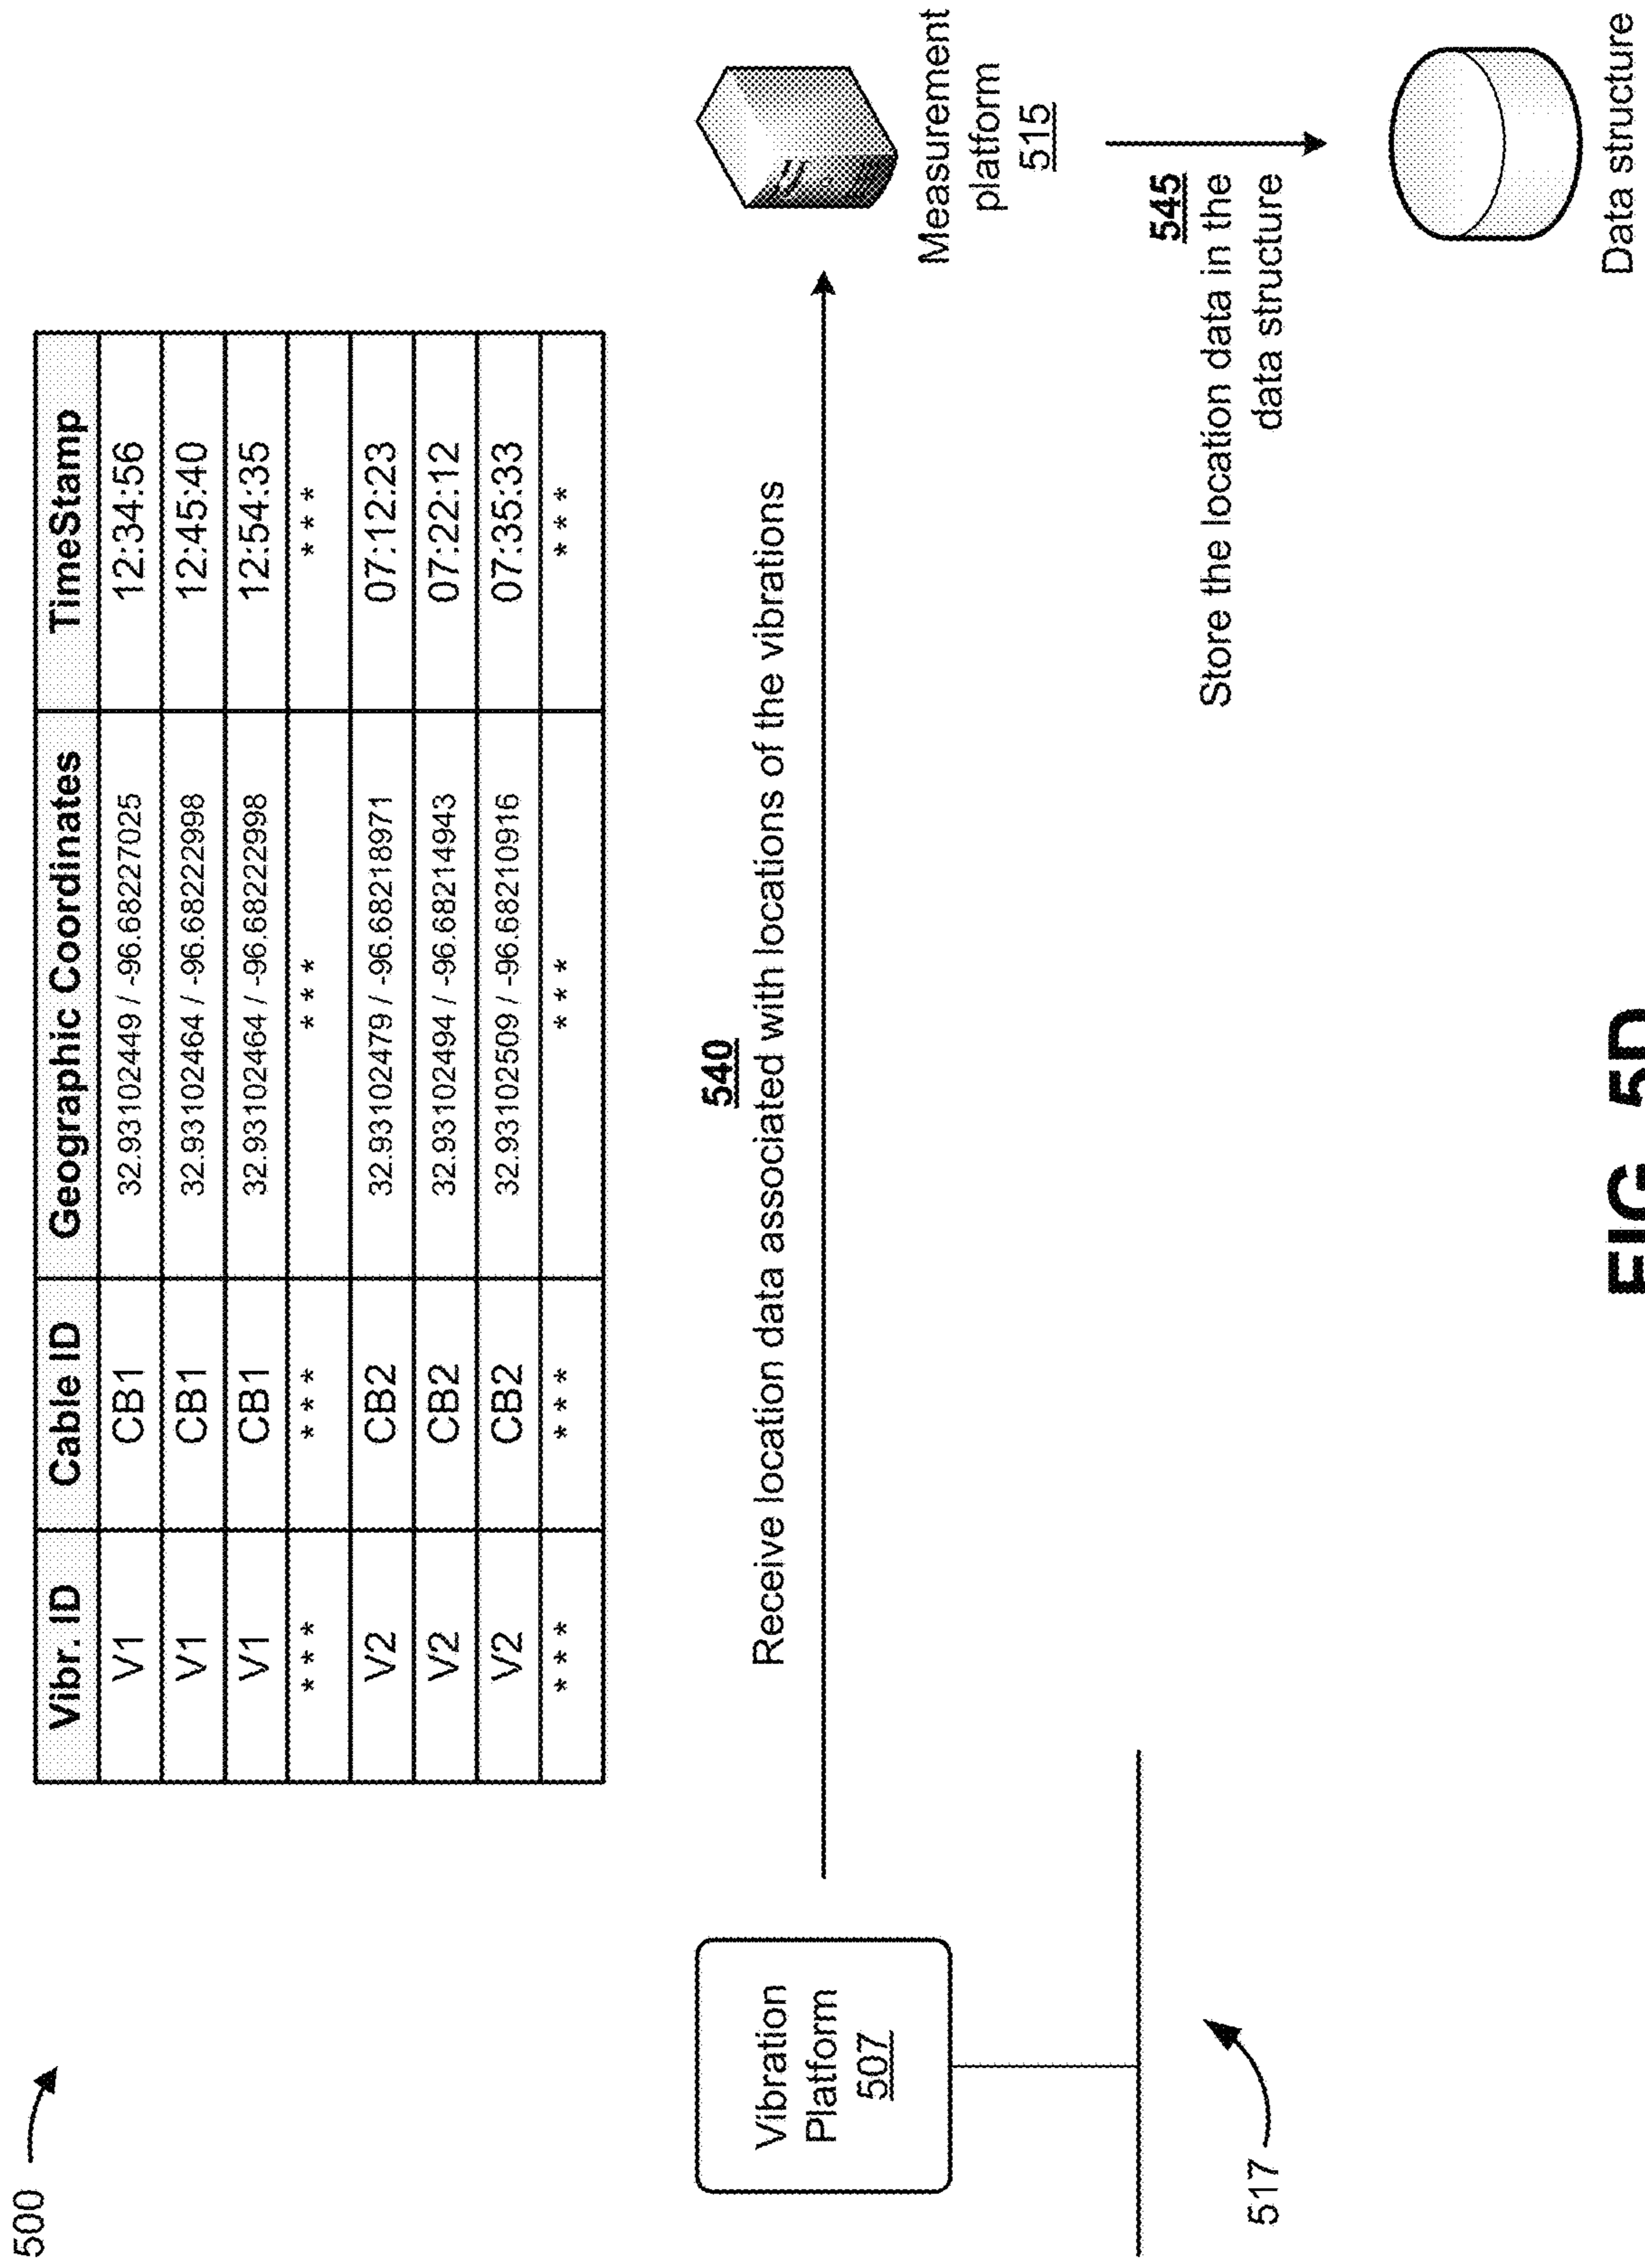 500
Vibr. ID Cable ID Geographic Coordinates TimeStamp
V1 CB1 32.93102449 / -96.68227025 12:34:56
V1 CB1 32.93102464 / -96.68222998 12:45:40
V1 CB1 32.93102464 / -96.68222998 12:54:35
*** *** *** ***
V2 CB2 32.93102479 / -96.68218971 07:12:23
V2 CB2 32.93102494 / -96.68214943 07:22:12
V2 CB2 32.93102509 / -96.68210916 07:35:33
*** *** *** ***
540
Receive location data associated with locations of the vibrations
Vibration
Platform
507
Measurement
platform
515
517
545
Store the location data in the
data structure
Data structure
FIG. 5D